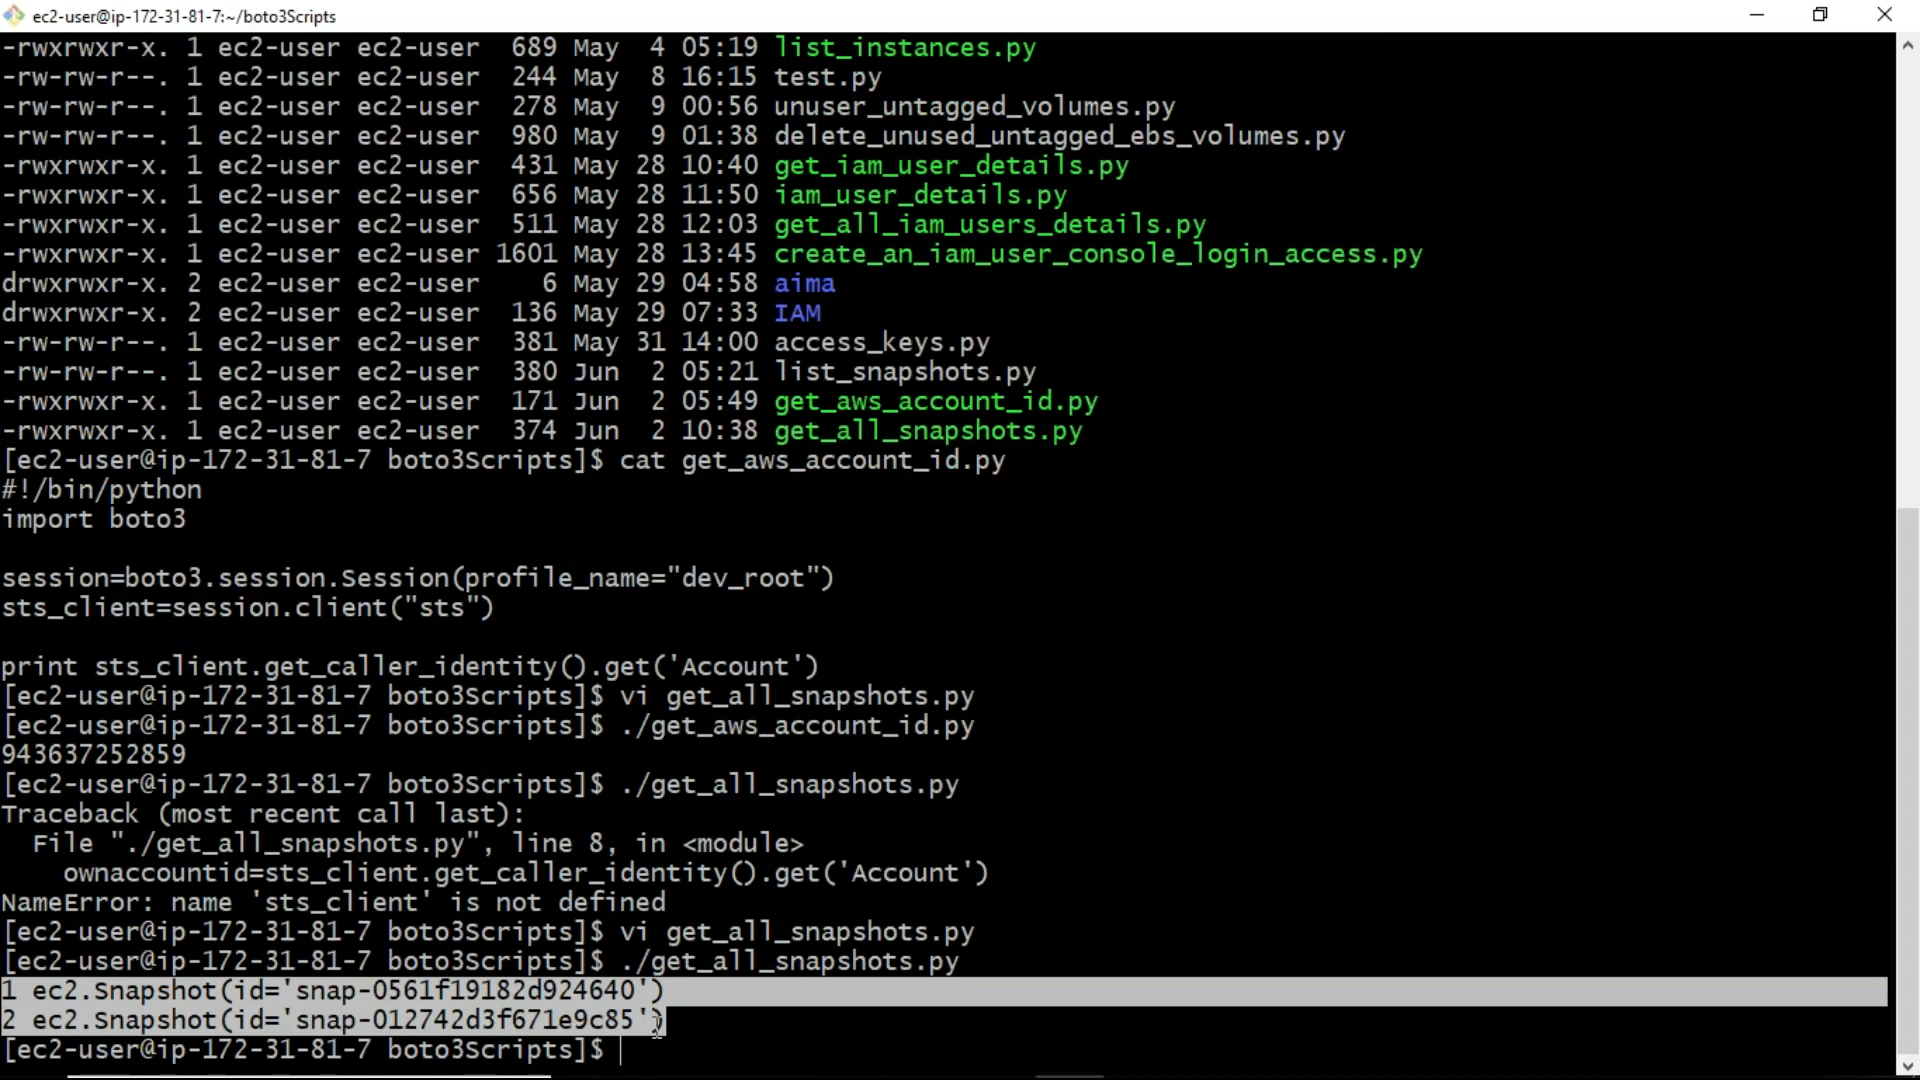 ec2-user@ip-172-31-81-7:~/boto3Scripts
-rwxrwxr-x. 1 ec2-user ec2-user  689 May  4 05:19 list_instances.py
-rw-rw-r--. 1 ec2-user ec2-user  244 May  8 16:15 test.py
-rw-rw-r--. 1 ec2-user ec2-user  278 May  9 00:56 unuser_untagged_volumes.py
-rw-rw-r--. 1 ec2-user ec2-user  980 May  9 01:38 delete_unused_untagged_ebs_volumes.py
-rwxrwxr-x. 1 ec2-user ec2-user  431 May 28 10:40 get_iam_user_details.py
-rwxrwxr-x. 1 ec2-user ec2-user  656 May 28 11:50 iam_user_details.py
-rwxrwxr-x. 1 ec2-user ec2-user  511 May 28 12:03 get_all_iam_users_details.py
-rwxrwxr-x. 1 ec2-user ec2-user 1601 May 28 13:45 create_an_iam_user_console_login_access.py
drwxrwxr-x. 2 ec2-user ec2-user    6 May 29 04:58 aima
drwxrwxr-x. 2 ec2-user ec2-user  136 May 29 07:33 IAM
-rw-rw-r--. 1 ec2-user ec2-user  381 May 31 14:00 access_keys.py
-rw-rw-r--. 1 ec2-user ec2-user  380 Jun  2 05:21 list_snapshots.py
-rwxrwxr-x. 1 ec2-user ec2-user  171 Jun  2 05:49 get_aws_account_id.py
-rwxrwxr-x. 1 ec2-user ec2-user  374 Jun  2 10:38 get_all_snapshots.py
[ec2-user@ip-172-31-81-7 boto3Scripts]$ cat get_aws_account_id.py
#!/bin/python
import boto3
session=boto3.session.Session(profile_name="dev_root")
sts_client=session.client("sts")
print sts_client.get_caller_identity().get('Account')
[ec2-user@ip-172-31-81-7 boto3Scripts]$ vi get_all_snapshots.py
[ec2-user@ip-172-31-81-7 boto3Scripts]$ ./get_aws_account_id.py
943637252859
[ec2-user@ip-172-31-81-7 boto3Scripts]$ ./get_all_snapshots.py
Traceback (most recent call last):
  File "./get_all_snapshots.py", line 8, in <module>
    ownaccountid=sts_client.get_caller_identity().get('Account')
NameError: name 'sts_client' is not defined
[ec2-user@ip-172-31-81-7 boto3Scripts]$ vi get_all_snapshots.py
[ec2-user@ip-172-31-81-7 boto3Scripts]$ ./get_all_snapshots.py
1 ec2.Snapshot(id='snap-0561f19182d924640')
2 ec2.Snapshot(id='snap-012742d3f671e9c85')
[ec2-user@ip-172-31-81-7 boto3Scripts]$